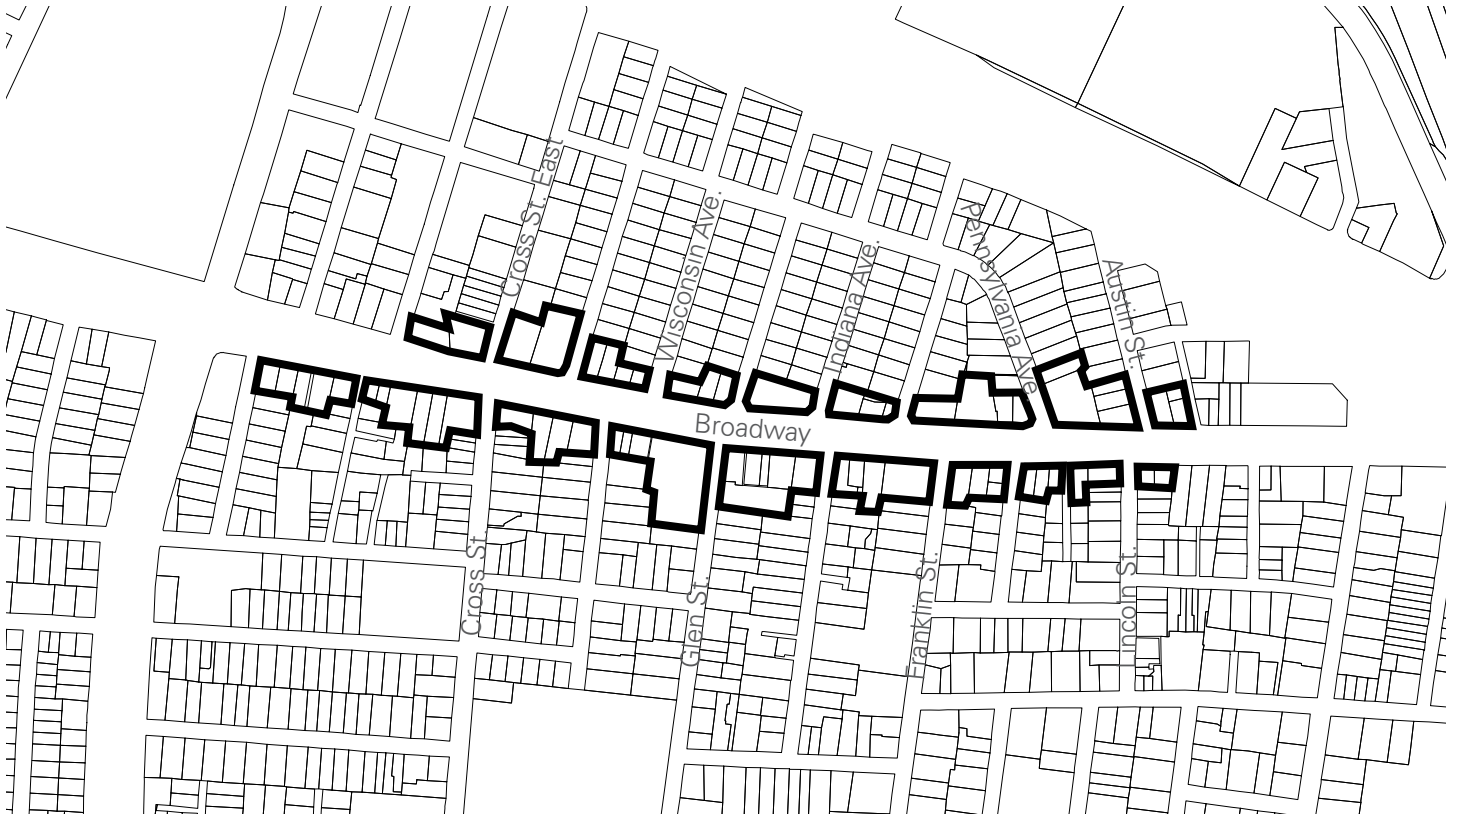 Cross St. East
Wisconsin Ave.
Indiana Ave.
Pennsylvania Ave.
Austin St.
Broadway
Cross St.
Glen St.
Franklin St.
Lincoln St.